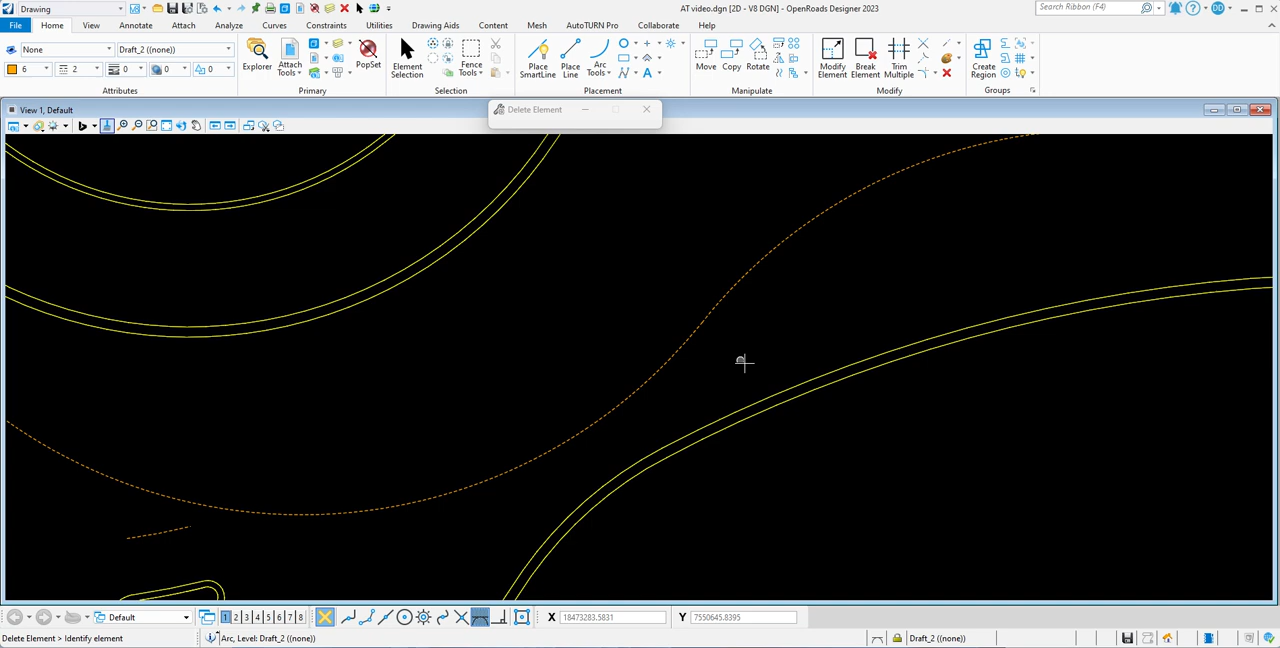 Drawing
AT video.dgn [2D - V8 DGN] - OpenRoads Designer 2023
Search Ribbon (F4)
DD
File Home View Annotate Attach Analyze Curves Constraints Utilities Drawing Aids Content Mesh AutoTURN Pro Collaborate Help
None Draft_2 ((none))
6 2 0 0 0
Explorer Attach Tools PopSet
Element Selection Fence Tools
Place SmartLine Place Line Arc Tools
Move Copy Rotate
Modify Element Break Element Trim Multiple
Create Region
Attributes Primary Selection Placement Manipulate Modify Groups
View 1, Default
Delete Element
Default 1 2 3 4 5 6 7 8 X 18473283.5831 Y 7550645.8395
Delete Element > Identify element Arc, Level: Draft_2 ((none)) Draft_2 ((none))